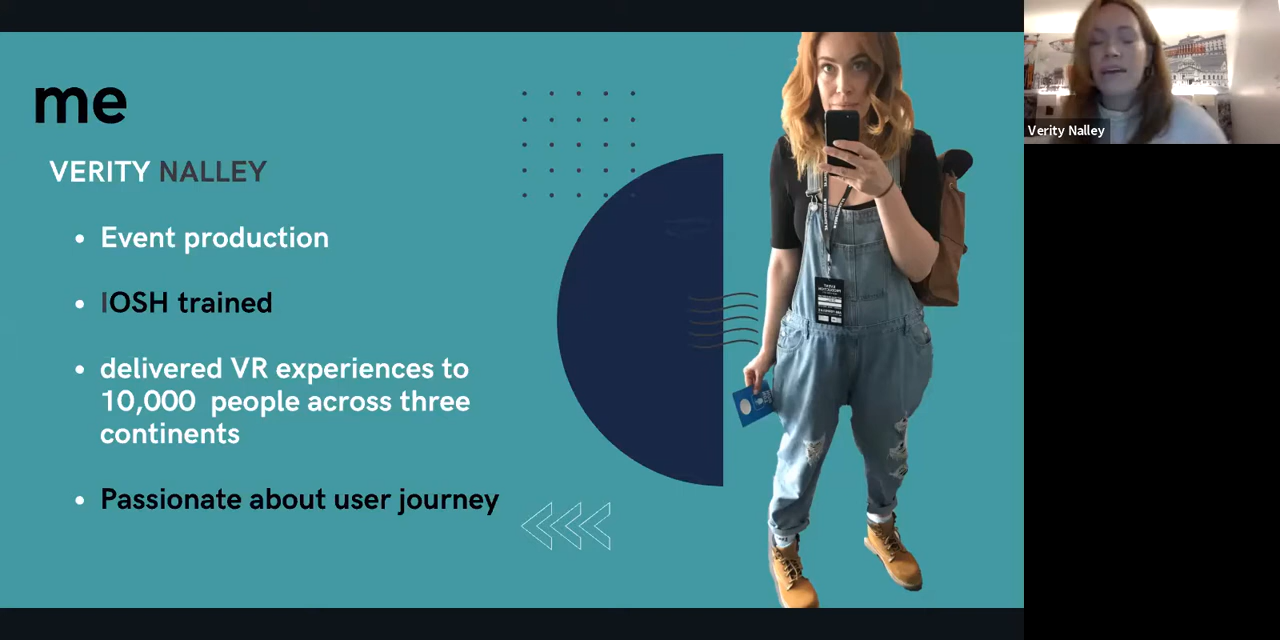 me
VERITY NALLEY
Event production
IOSH trained
delivered VR experiences to
10,000 people across three
continents
Passionate about user journey
Verity Nalley